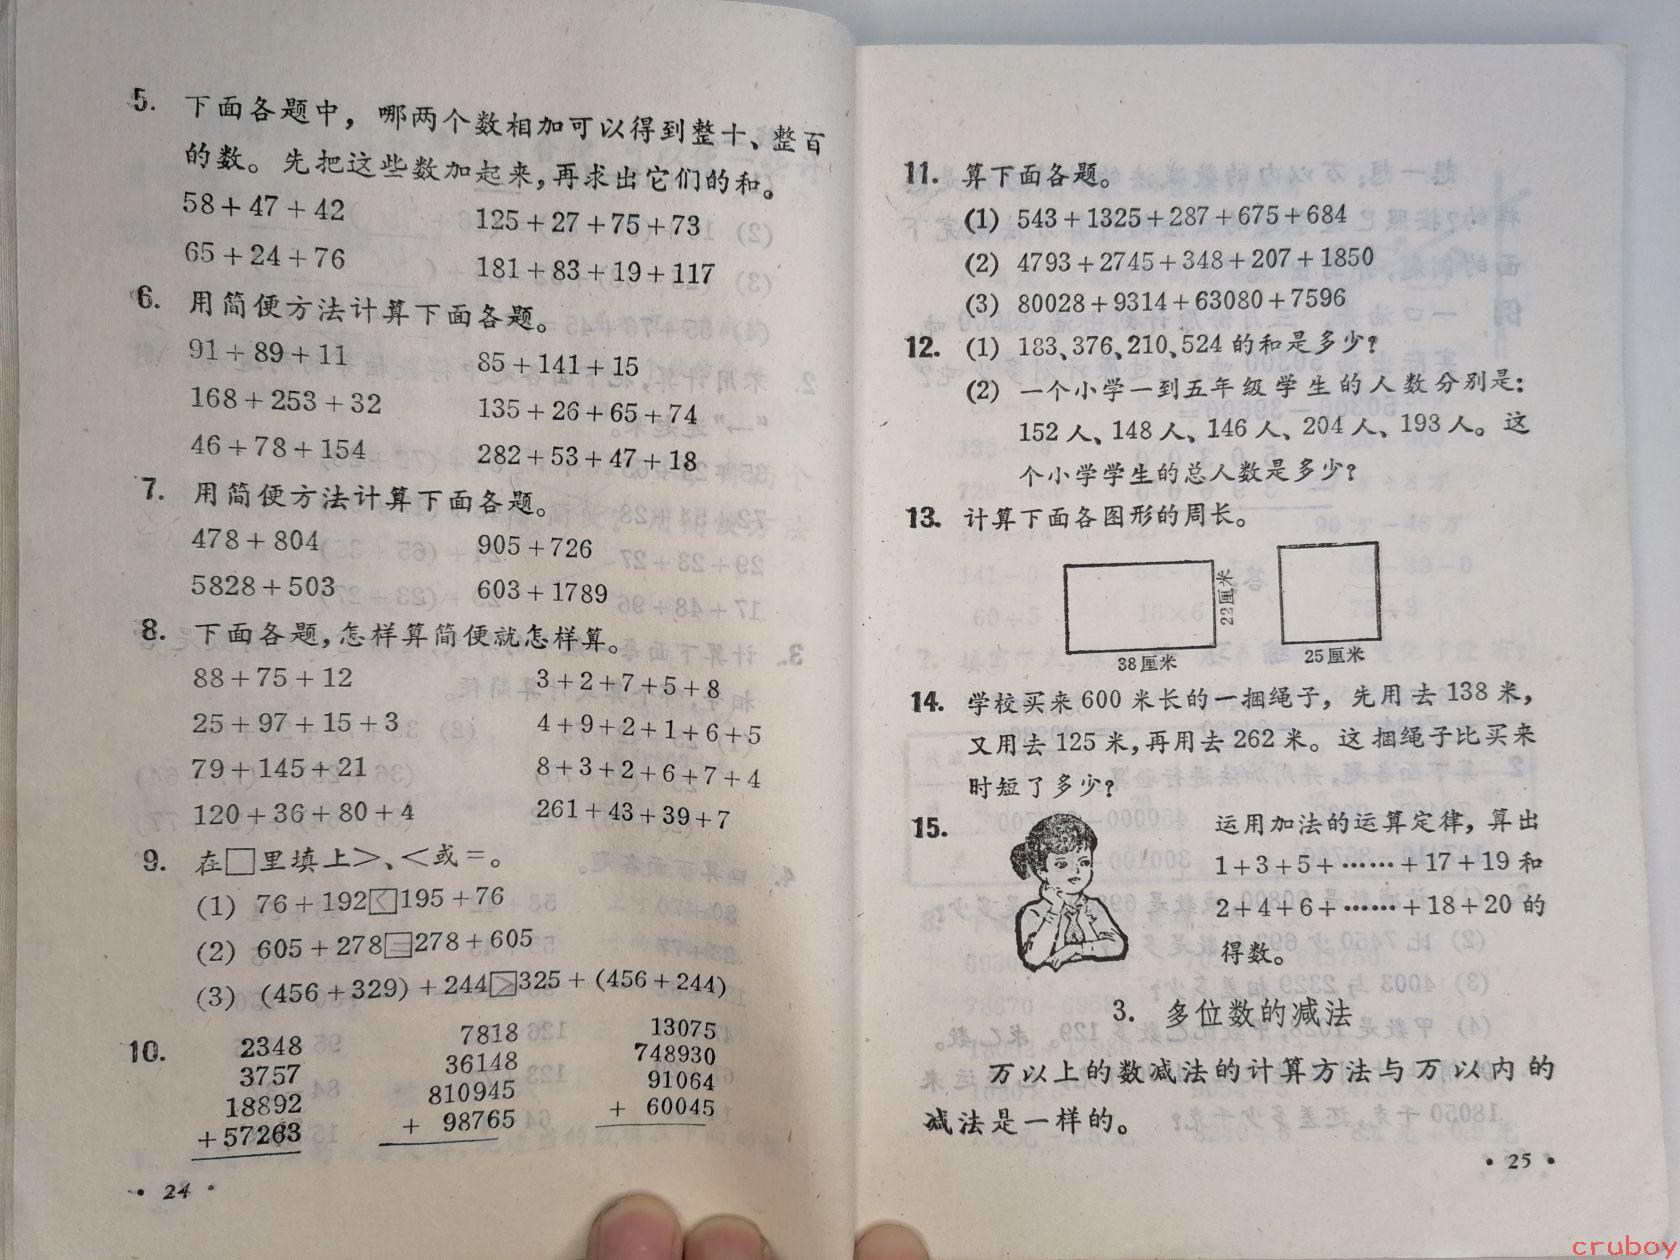 5. 下面各题中，哪两个数相加可以得到整十、整百
的数。先把这些数加起来，再求出它们的和。
58+47+42 125+27+75+73
65+24+76 181+83+19+117
6. 用简便方法计算下面各题。
91+89+11 85+141+15
168+253+32 135+26+65+74
46+78+154 282+53+47+18
7. 用简便方法计算下面各题。
478+804 905+726
5828+503 603+1789
8. 下面各题，怎样算简便就怎样算。
88+75+12 3+2+7+5+8
25+97+15+3 4+9+2+1+6+5
79+145+21 8+3+2+6+7+4
120+36+80+4 261+43+39+7
9. 在□里填上>、<或=。
(1) 76+192<195+76
(2) 605+278=278+605
(3) (456+329)+244>325+(456+244)
10. 2348 7818 13075
3757 36148 748930
18892 810945 91064
+57263 + 98765 + 60045
• 24 •
11. 算下面各题。
(1) 543+1325+287+675+684
(2) 4793+2745+348+207+1850
(3) 80028+9314+63080+7596
12. (1) 183、376、210、524的和是多少？
(2) 一个小学一到五年级学生的人数分别是：
152人、148人、146人、204人、193人。这
个小学学生的总人数是多少？
13. 计算下面各图形的周长。
22厘米
38厘米 25厘米
14. 学校买来600米长的一捆绳子，先用去138米，
又用去125米，再用去262米。这捆绳子比买来
时短了多少？
15. 运用加法的运算定律，算出
1+3+5+……+17+19和
2+4+6+……+18+20的
得数。
3. 多位数的减法
万以上的数减法的计算方法与万以内的
减法是一样的。
• 25 •
cruboy